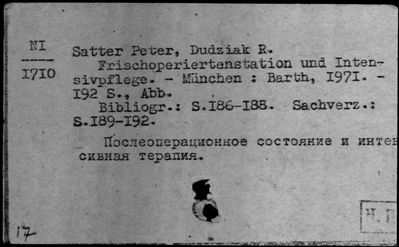 NI
1710
Satter Peter, Dudziak R.
Frischoperiertenstation und Inten-
sivpflege. - München : Barth, 1971. -
192 S., Abb.
Bibliogr.: S.186-188. Sachverz.:
S.189-192.
Послеоперационное состояние и интен
сивная терапия.
17